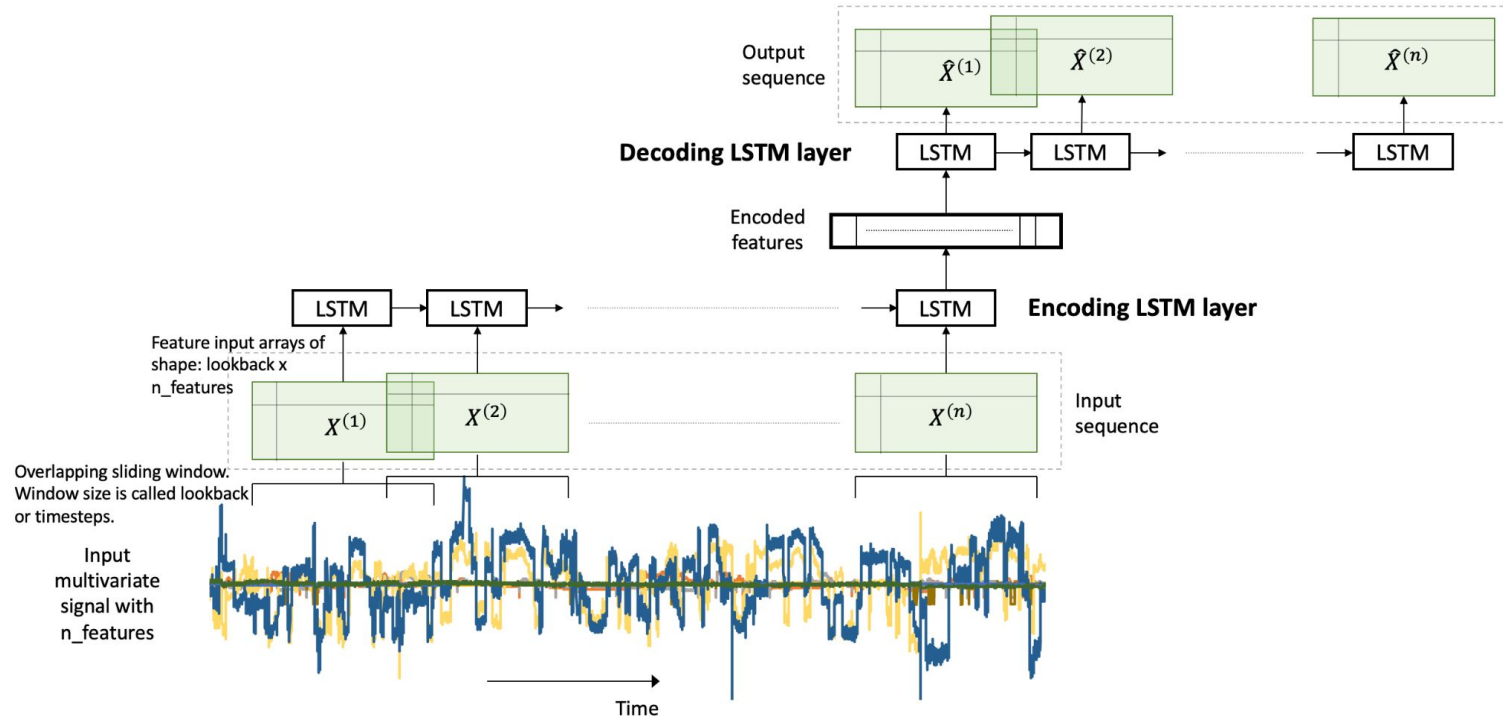 Output
sequence
X̂⁽¹⁾
X̂⁽²⁾
X̂⁽ⁿ⁾
Decoding LSTM layer
LSTM
LSTM
LSTM
Encoded
features
LSTM
LSTM
LSTM
Encoding LSTM layer
Feature input arrays of
shape: lookback x
n_features
X⁽¹⁾
X⁽²⁾
X⁽ⁿ⁾
Input
sequence
Overlapping sliding window.
Window size is called lookback
or timesteps.
Input
multivariate
signal with
n_features
Time